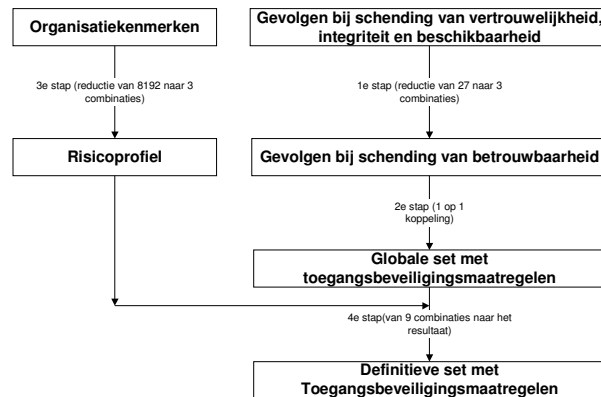 Organisatiekenmerken
Gevolgen bij schending van vertrouwelijkheid,
integriteit en beschikbaarheid
3e stap (reductie van 8192 naar 3
combinaties)
1e stap (reductie van 27 naar 3
combinaties)
Risicoprofiel
Gevolgen bij schending van betrouwbaarheid
2e stap (1 op 1
koppeling)
Globale set met
toegangsbeveiligingsmaatregelen
4e stap(van 9 combinaties naar het
resultaat)
Definitieve set met
Toegangsbeveiligingsmaatregelen